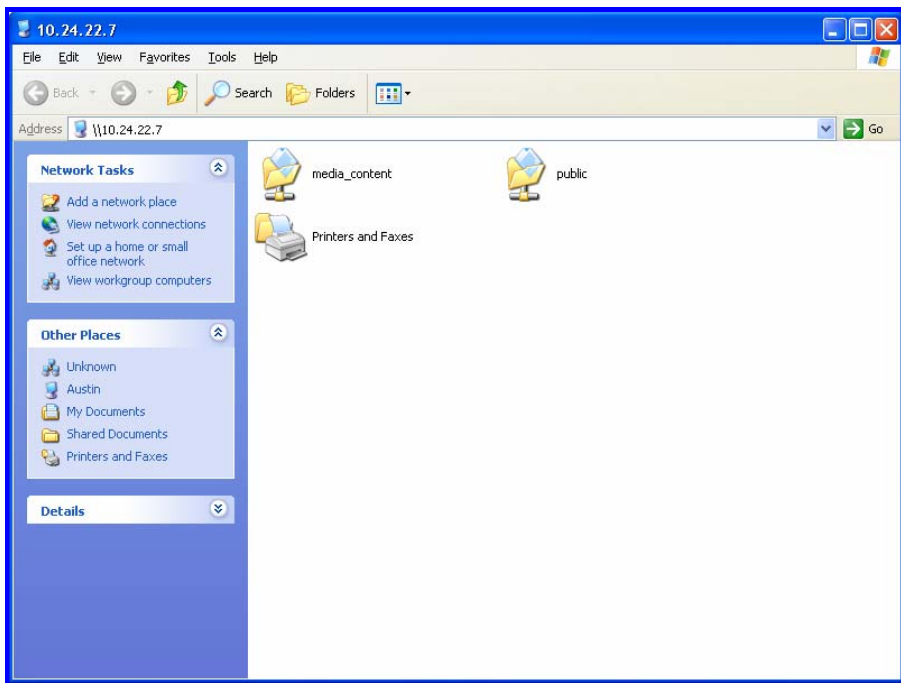 10.24.22.7
File Edit View Favorites Tools Help
Back Search Folders
Address \\10.24.22.7 Go
Network Tasks
Add a network place
View network connections
Set up a home or small
office network
View workgroup computers
Other Places
Unknown
Austin
My Documents
Shared Documents
Printers and Faxes
Details
media_content public
Printers and Faxes